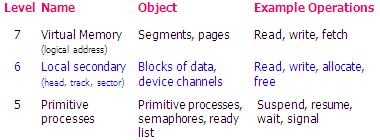 Level Name Object Example Operations
7 Virtual Memory Segments, pages Read, write, fetch
(logical address)
6 Local secondary Blocks of data, Read, write, allocate,
(head, track, sector) device channels free
5 Primitive Primitive processes, Suspend, resume,
processes semaphores, ready wait, signal
list